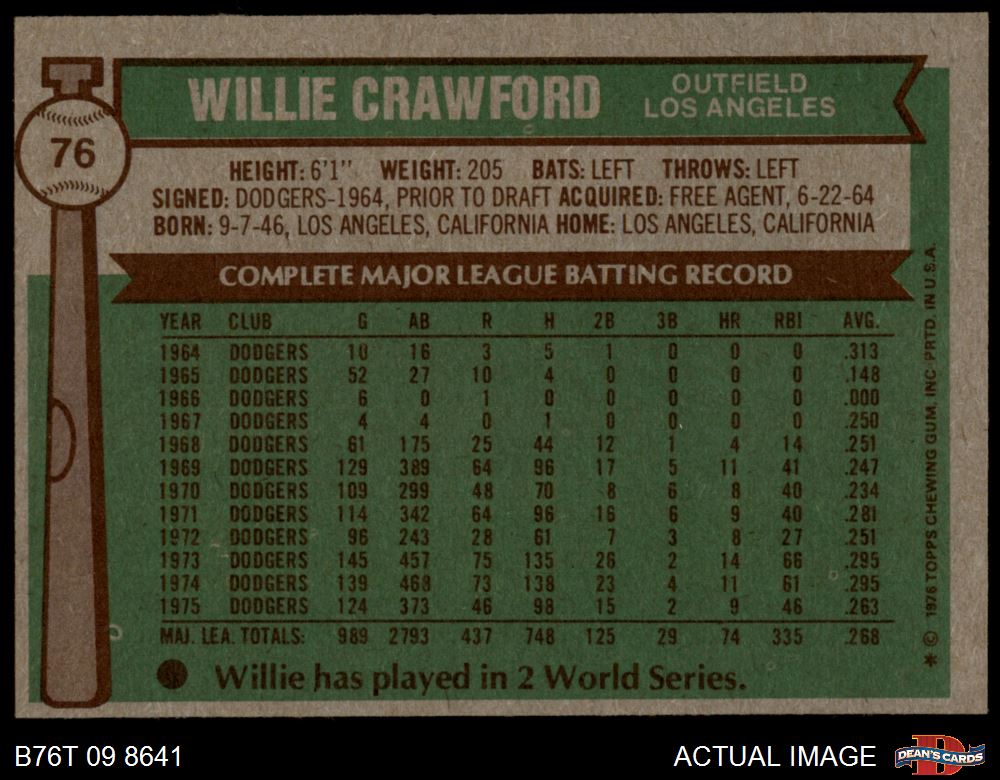 WILLIE CRAWFORD
OUTFIELD
LOS ANGELES
76
HEIGHT: 6'1" WEIGHT: 205 BATS: LEFT THROWS: LEFT
SIGNED: DODGERS-1964, PRIOR TO DRAFT ACQUIRED: FREE AGENT, 6-22-64
BORN: 9-7-46, LOS ANGELES, CALIFORNIA HOME: LOS ANGELES, CALIFORNIA
COMPLETE MAJOR LEAGUE BATTING RECORD
YEAR CLUB G AB R H 2B 3B HR RBI AVG.
1964 DODGERS 10 16 3 5 1 0 0 0 .313
1965 DODGERS 52 27 10 4 0 0 0 0 .148
1966 DODGERS 6 0 1 0 0 0 0 0 .000
1967 DODGERS 4 4 0 1 0 0 0 0 .250
1968 DODGERS 61 175 25 44 12 1 4 14 .251
1969 DODGERS 129 389 64 96 17 5 11 41 .247
1970 DODGERS 109 299 48 70 8 6 8 40 .234
1971 DODGERS 114 342 64 96 16 6 9 40 .281
1972 DODGERS 96 243 28 61 7 3 8 27 .251
1973 DODGERS 145 457 75 135 26 2 14 66 .295
1974 DODGERS 139 468 73 138 23 4 11 61 .295
1975 DODGERS 124 373 46 98 15 2 9 46 .263
MAJ. LEA. TOTALS: 989 2793 437 748 125 29 74 335 .268
Willie has played in 2 World Series.
* © 1976 TOPPS CHEWING GUM, INC. PRTD. IN U.S.A.
B76T 09 8641
ACTUAL IMAGE
DEAN'S CARDS